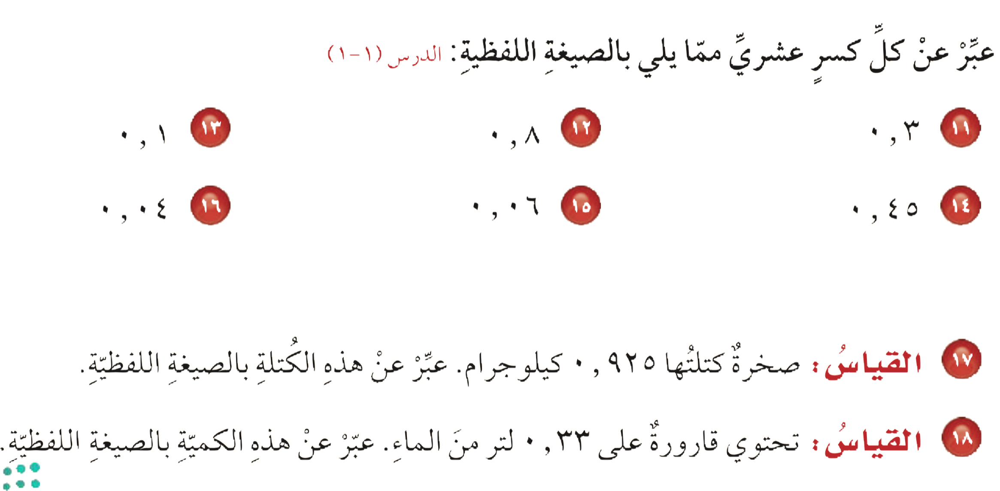 عبِّرْ عنْ كلِّ كسرٍ عشريٍّ ممّا يلي بالصيغةِ اللفظيةِ: الدرس (١-١)
١١ ٠,٣ ١٢ ٠,٨ ١٣ ٠,١
١٤ ٠,٤٥ ١٥ ٠,٠٦ ١٦ ٠,٠٤
١٧ القياسُ: صخرةٌ كتلتُها ٠,٩٢٥ كيلوجرام. عبِّرْ عنْ هذهِ الكُتلةِ بالصيغةِ اللفظيّةِ.
١٨ القياسُ: تحتوي قارورةٌ على ٠,٣٣ لتر منَ الماءِ. عبّرْ عنْ هذهِ الكميّةِ بالصيغةِ اللفظيّةِ.